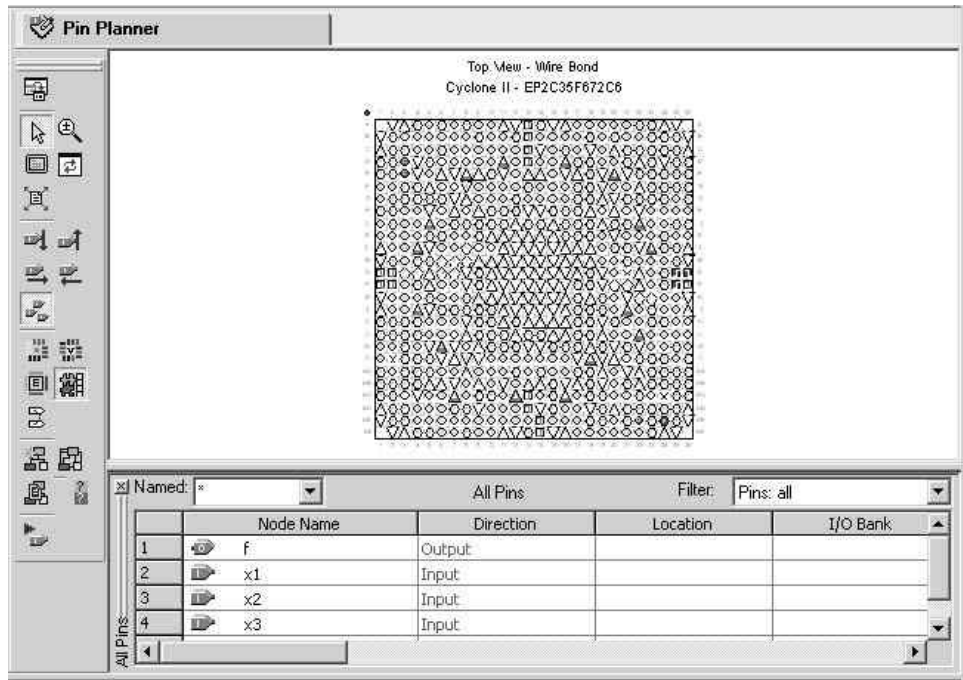 Pin Planner
Top View - Wire Bond
Cyclone II - EP2C35F672C6
Named: * All Pins Filter: Pins: all
Node Name Direction Location I/O Bank
1 f Output
2 x1 Input
3 x2 Input
4 x3 Input
All Pins